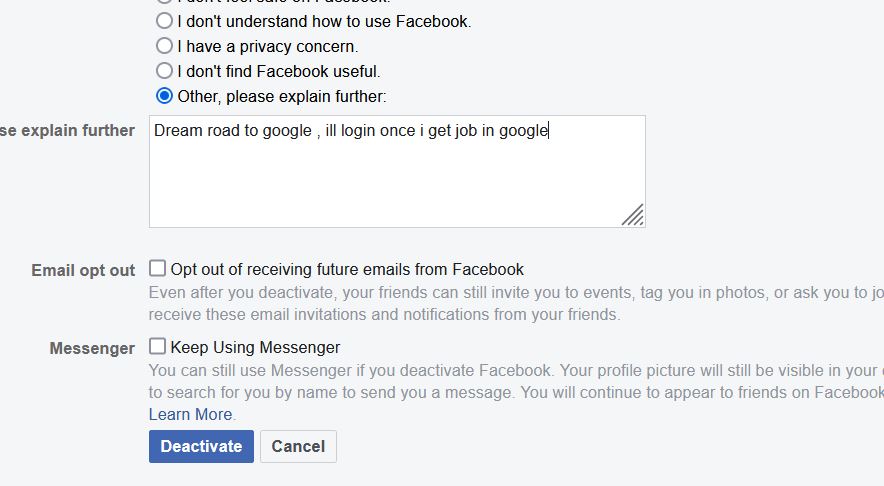 I don't feel safe on Facebook.
I don't understand how to use Facebook.
I have a privacy concern.
I don't find Facebook useful.
Other, please explain further:
explain further
Dream road to google , ill login once i get job in google
Email opt out
Opt out of receiving future emails from Facebook
Even after you deactivate, your friends can still invite you to events, tag you in photos, or ask you to
receive these email invitations and notifications from your friends.
Messenger
Keep Using Messenger
You can still use Messenger if you deactivate Facebook. Your profile picture will still be visible in your
to search for you by name to send you a message. You will continue to appear to friends on Facebook
Learn More.
Deactivate
Cancel